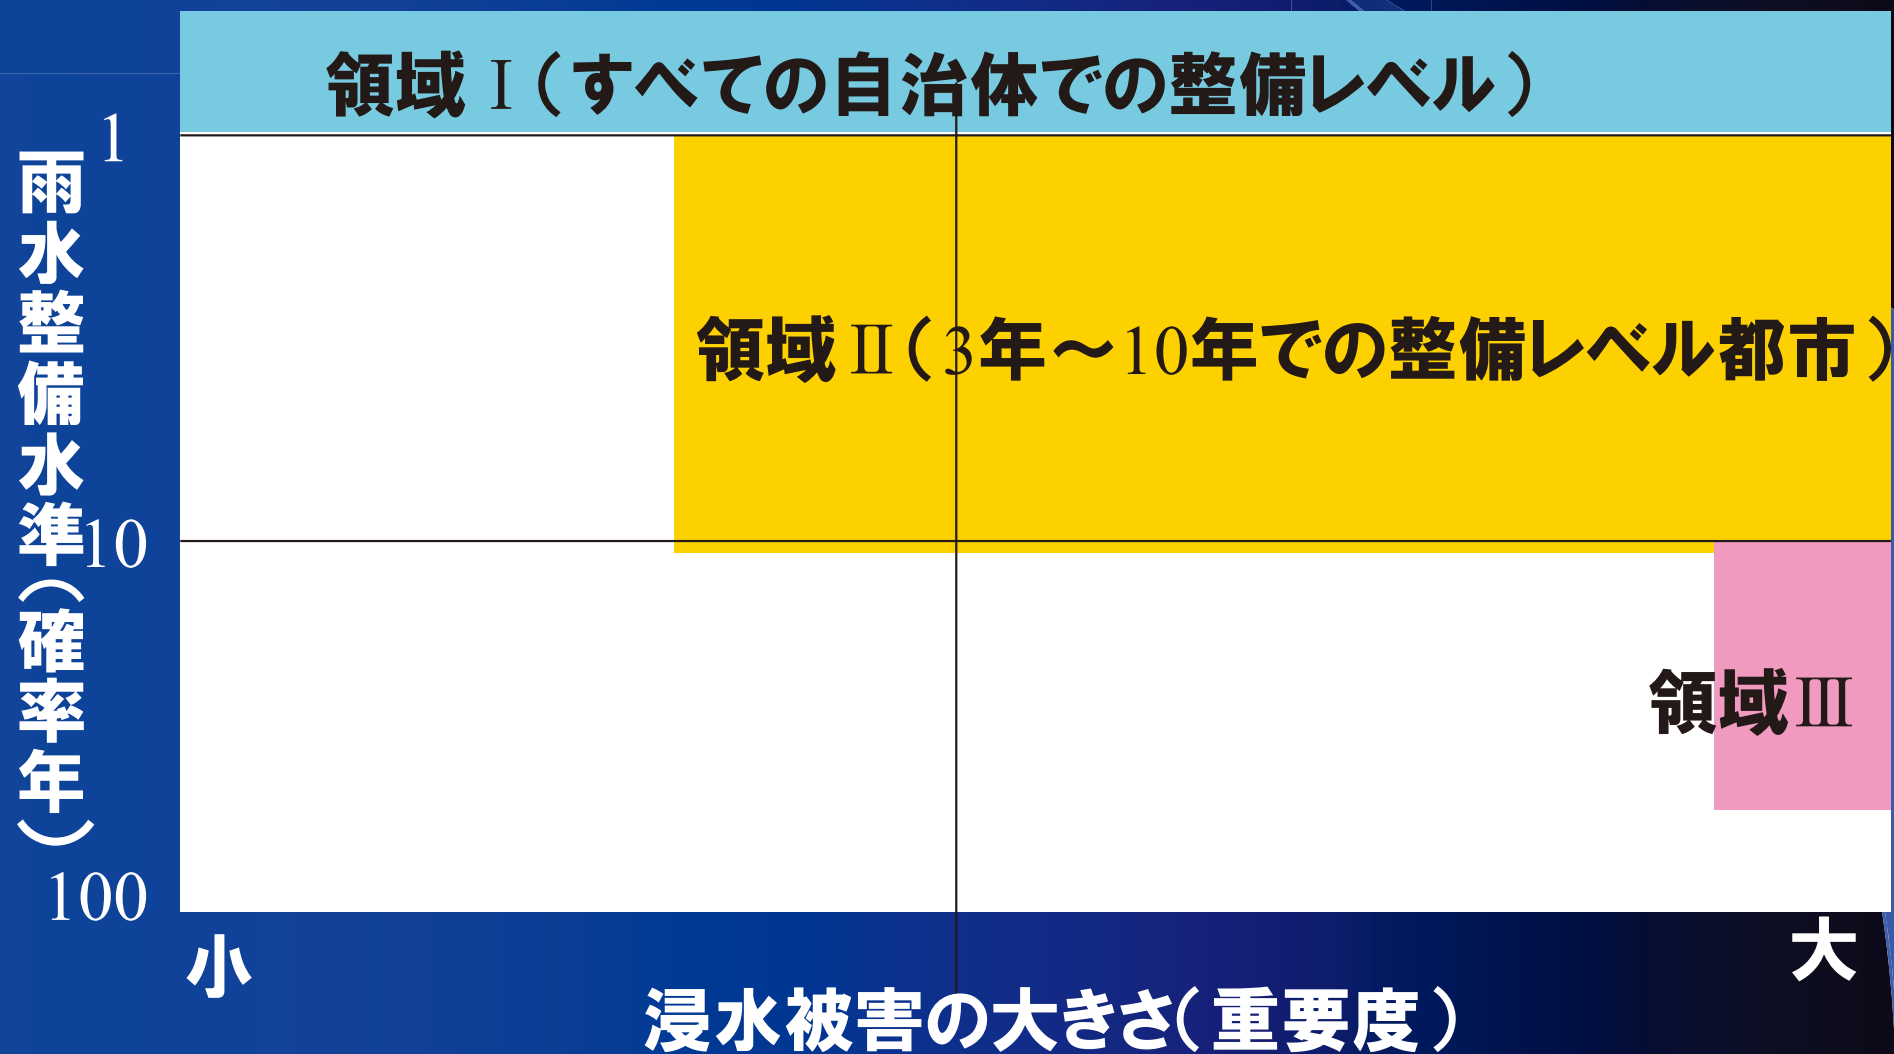 領域Ⅰ(すべての自治体での整備レベル)
1
雨水整備水準(確率年)
領域Ⅱ(3年～10年での整備レベル都市)
10
領域Ⅲ
100
小
大
浸水被害の大きさ(重要度)